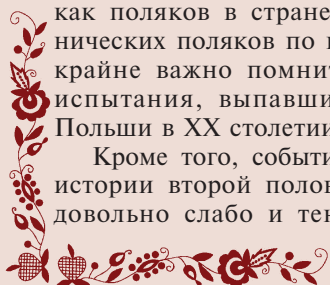 как поляков в стране
нических поляков по
крайне важно помнит
испытания, выпавши
Польши в XX столетии
Кроме того, событи
истории второй полов
довольно слабо и тен